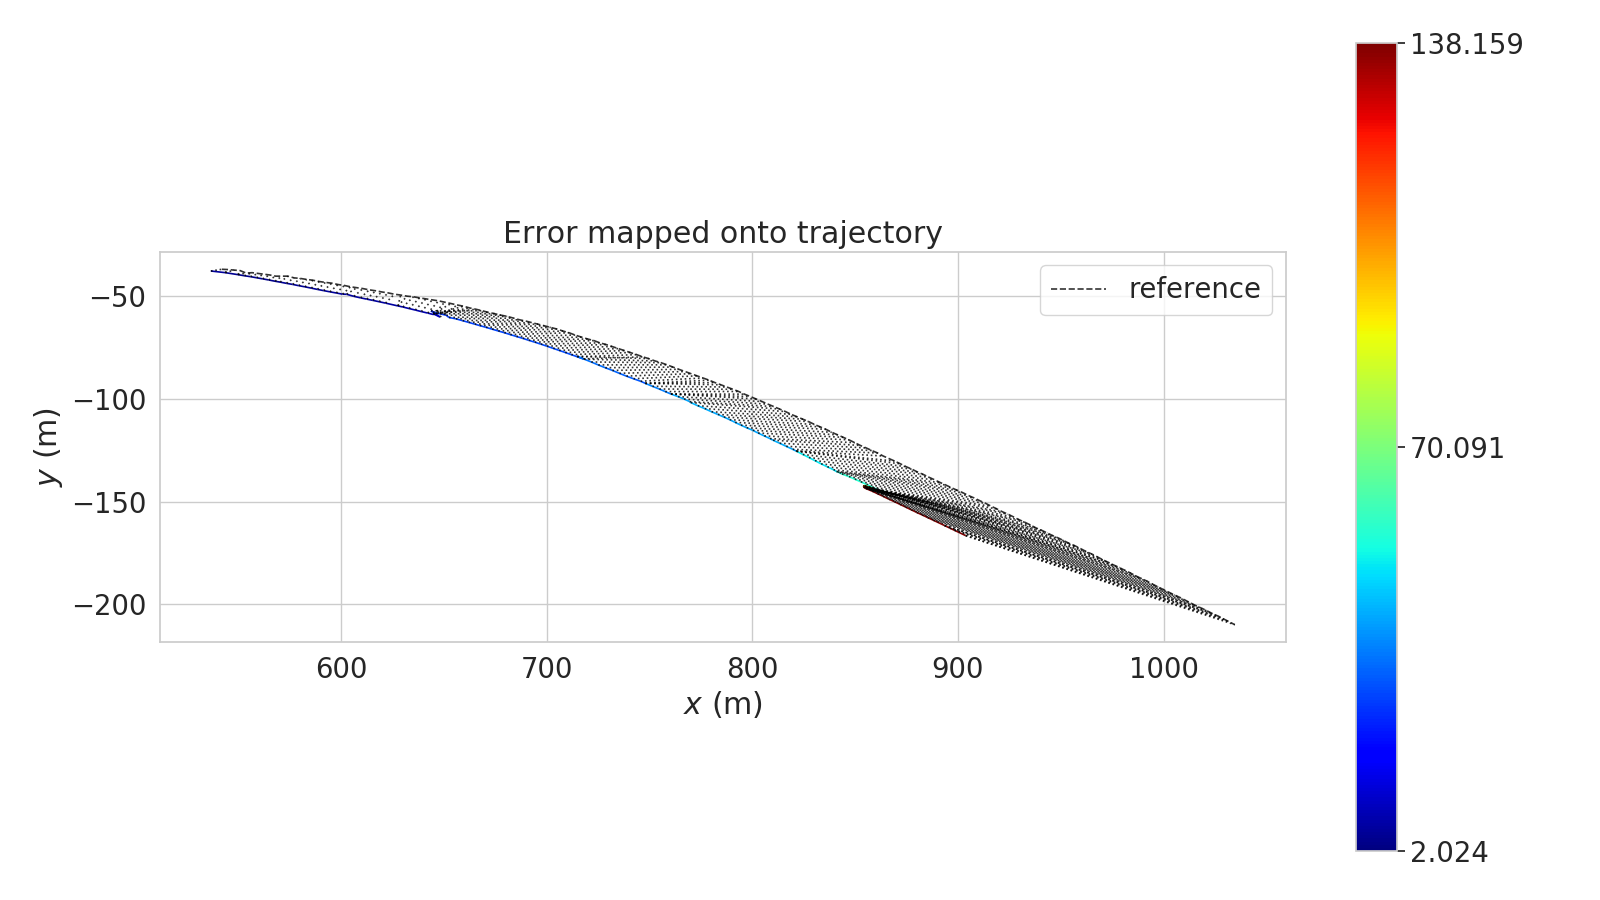 138.159
Error mapped onto trajectory
reference
−50
−100
−150
−200
y (m)
70.091
600 700 800 900 1000
x (m)
2.024